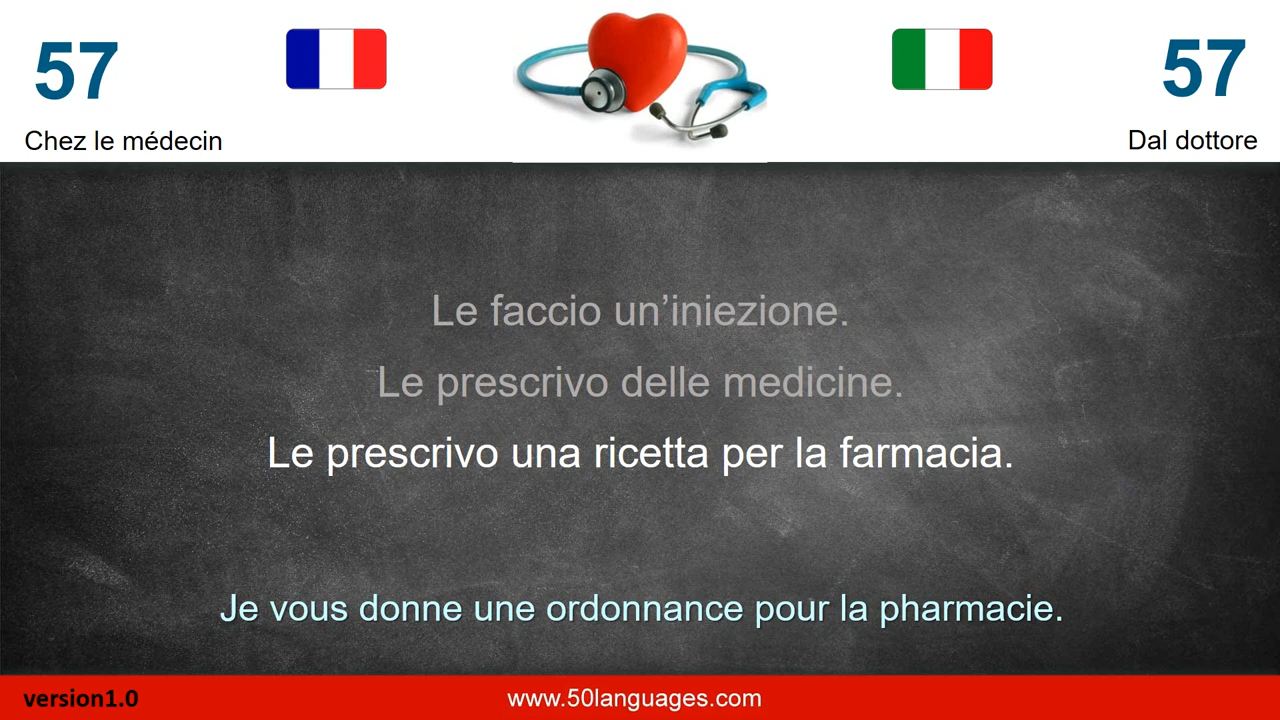 57
57
Chez le médecin
Dal dottore
Le faccio un’iniezione.
Le prescrivo delle medicine.
Le prescrivo una ricetta per la farmacia.
Je vous donne une ordonnance pour la pharmacie.
version1.0
www.50languages.com